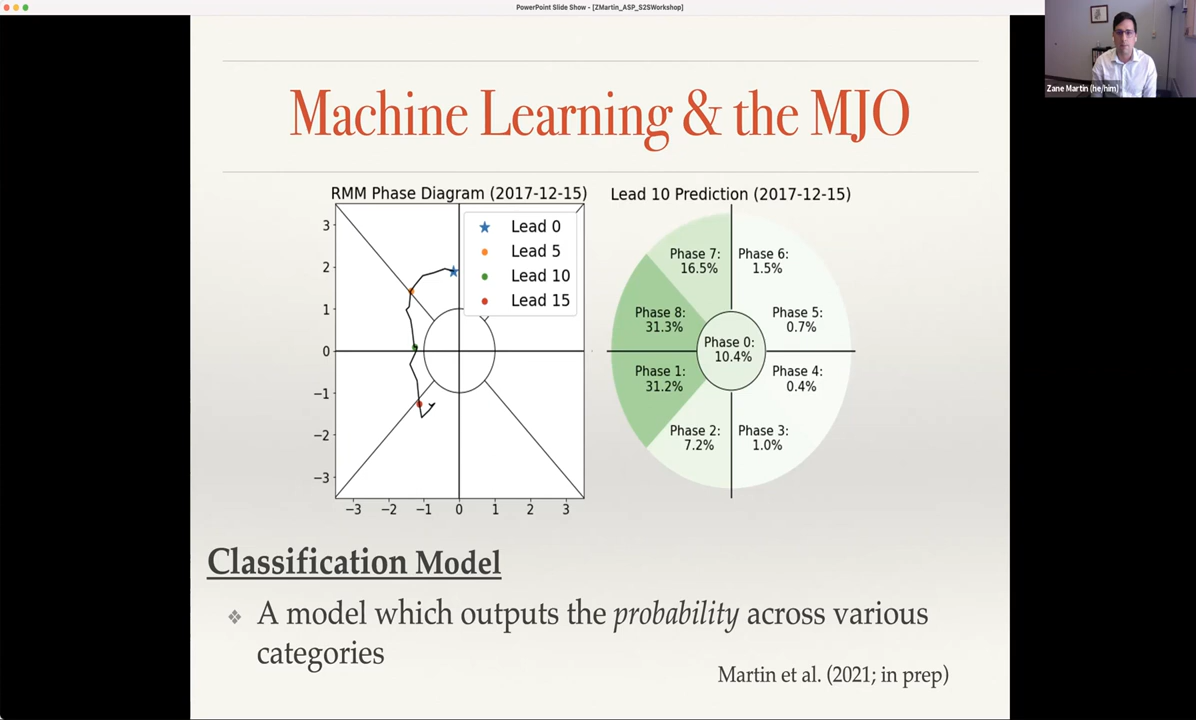 PowerPoint Slide Show - [ZMartin_ASP_S2SWorkshop]
Zane Martin (he/him)
Machine Learning & the MJO
RMM Phase Diagram (2017-12-15)
Lead 0
Lead 5
Lead 10
Lead 15
3
2
1
0
−1
−2
−3
−3 −2 −1 0 1 2 3
Lead 10 Prediction (2017-12-15)
Phase 7:
16.5%
Phase 6:
1.5%
Phase 8:
31.3%
Phase 5:
0.7%
Phase 0:
10.4%
Phase 1:
31.2%
Phase 4:
0.4%
Phase 2:
7.2%
Phase 3:
1.0%
Classification Model
A model which outputs the probability across various
categories
Martin et al. (2021; in prep)